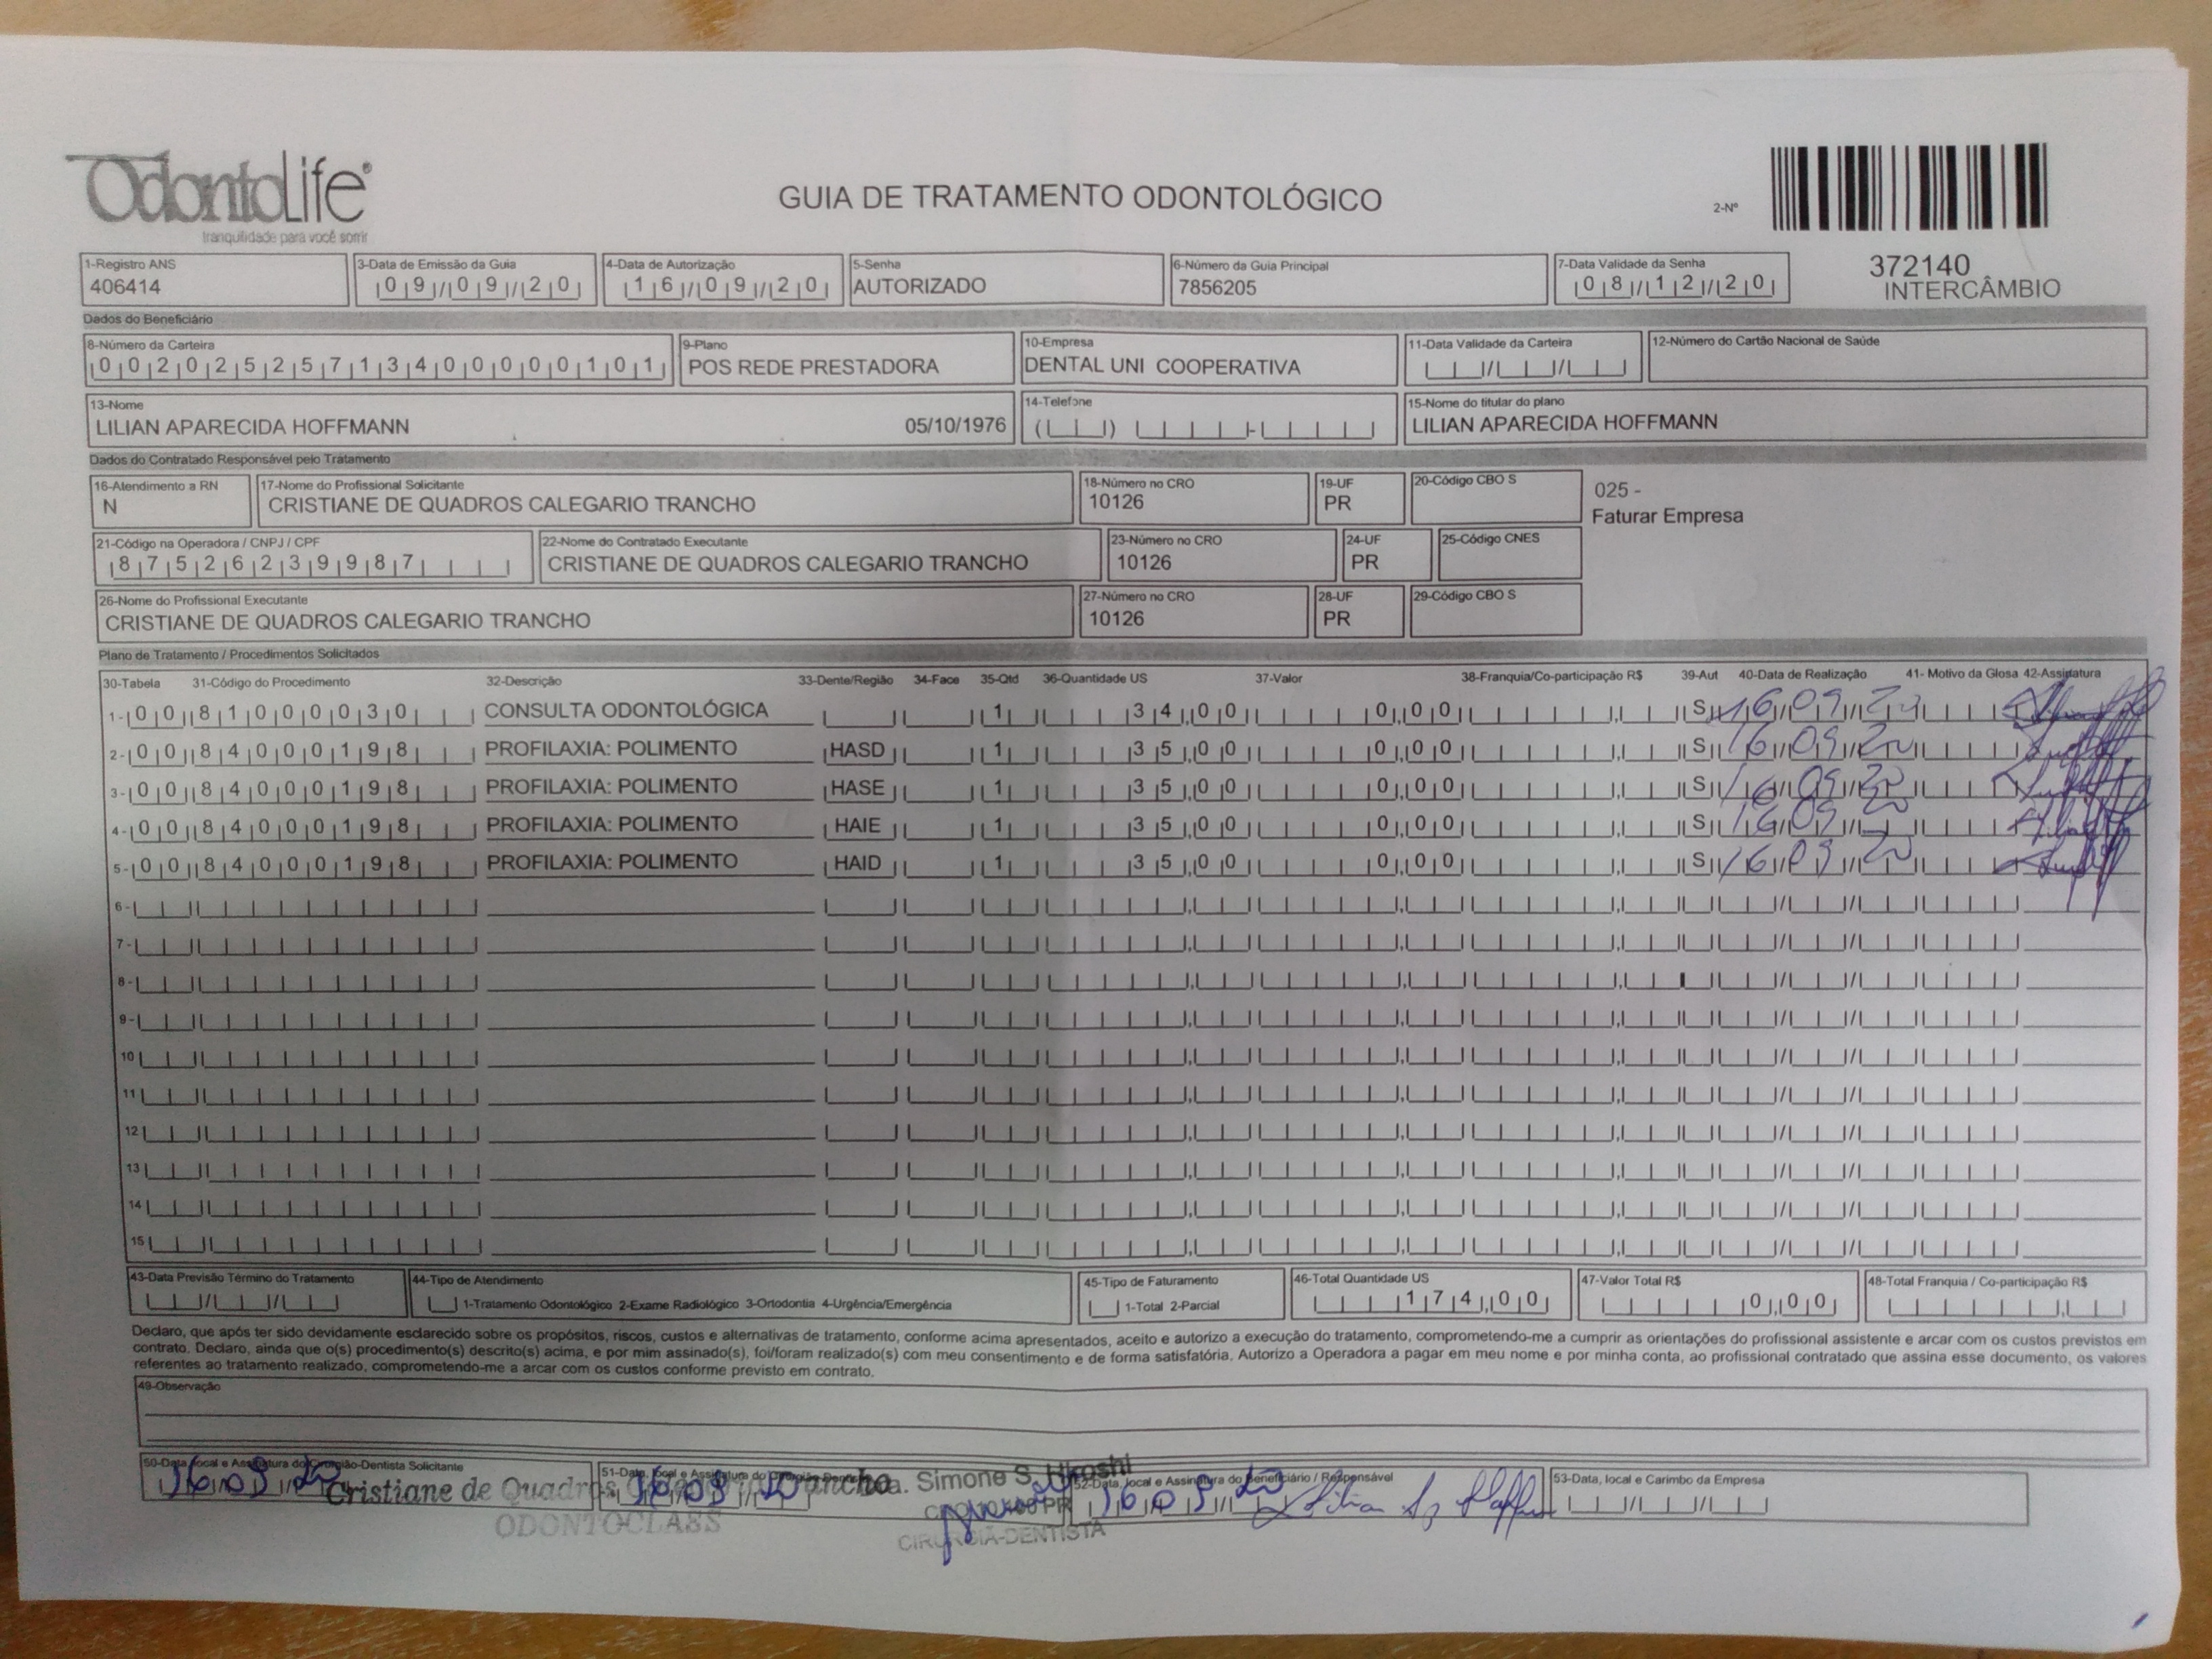 OdontoLife®
tranquilidade para você sorrir
GUIA DE TRATAMENTO ODONTOLÓGICO
2-Nº
372140
INTERCÂMBIO
1-Registro ANS
406414
3-Data de Emissão da Guia
09/09/20
4-Data de Autorização
16/09/20
5-Senha
AUTORIZADO
6-Número da Guia Principal
7856205
7-Data Validade da Senha
08/12/20
Dados do Beneficiário
8-Número da Carteira
00202525713400000101
9-Plano
POS REDE PRESTADORA
10-Empresa
DENTAL UNI COOPERATIVA
11-Data Validade da Carteira
12-Número do Cartão Nacional de Saúde
13-Nome
LILIAN APARECIDA HOFFMANN 05/10/1976
14-Telefone
15-Nome do titular do plano
LILIAN APARECIDA HOFFMANN
Dados do Contratado Responsável pelo Tratamento
16-Atendimento a RN
N
17-Nome do Profissional Solicitante
CRISTIANE DE QUADROS CALEGARIO TRANCHO
18-Número no CRO
10126
19-UF
PR
20-Código CBO S
025 -
Faturar Empresa
21-Código na Operadora / CNPJ / CPF
87526239987
22-Nome do Contratado Executante
CRISTIANE DE QUADROS CALEGARIO TRANCHO
23-Número no CRO
10126
24-UF
PR
25-Código CNES
26-Nome do Profissional Executante
CRISTIANE DE QUADROS CALEGARIO TRANCHO
27-Número no CRO
10126
28-UF
PR
29-Código CBO S
Plano de Tratamento / Procedimentos Solicitados
30-Tabela 31-Código do Procedimento 32-Descrição 33-Dente/Região 34-Face 35-Qtd 36-Quantidade US 37-Valor 38-Franquia/Co-participação R$ 39-Aut 40-Data de Realização 41- Motivo da Glosa 42-Assinatura
1- 00 81000030 CONSULTA ODONTOLÓGICA 1 34,00 0,00 S 16/09/20
2- 00 84000198 PROFILAXIA: POLIMENTO HASD 1 35,00 0,00 S 16/09/20
3- 00 84000198 PROFILAXIA: POLIMENTO HASE 1 35,00 0,00 S 16/09/20
4- 00 84000198 PROFILAXIA: POLIMENTO HAIE 1 35,00 0,00 S 16/09/20
5- 00 84000198 PROFILAXIA: POLIMENTO HAID 1 35,00 0,00 S 16/09/20
6-
7-
8-
9-
10
11
12
13
14
15
43-Data Previsão Término do Tratamento
44-Tipo de Atendimento
1-Tratamento Odontológico 2-Exame Radiológico 3-Ortodontia 4-Urgência/Emergência
45-Tipo de Faturamento
1-Total 2-Parcial
46-Total Quantidade US
174,00
47-Valor Total R$
0,00
48-Total Franquia / Co-participação R$
Declaro, que após ter sido devidamente esclarecido sobre os propósitos, riscos, custos e alternativas de tratamento, conforme acima apresentados, aceito e autorizo a execução do tratamento, comprometendo-me a cumprir as orientações do profissional assistente e arcar com os custos previstos em
contrato. Declaro, ainda que o(s) procedimento(s) descrito(s) acima, e por mim assinado(s), foi/foram realizado(s) com meu consentimento e de forma satisfatória. Autorizo a Operadora a pagar em meu nome e por minha conta, ao profissional contratado que assina esse documento, os valores
referentes ao tratamento realizado, comprometendo-me a arcar com os custos conforme previsto em contrato.
49-Observação
50-Data, local e Assinatura do Cirurgião-Dentista Solicitante
16/09/20
Cristiane de Quadros
ODONTOCLASS
51-Data, local e Assinatura do Cirurgião-Dentista
16/09/20
Dra. Simone S.
CIRURGIÃ-DENTISTA
52-Data, local e Assinatura do Beneficiário / Responsável
16/09/20
53-Data, local e Carimbo da Empresa